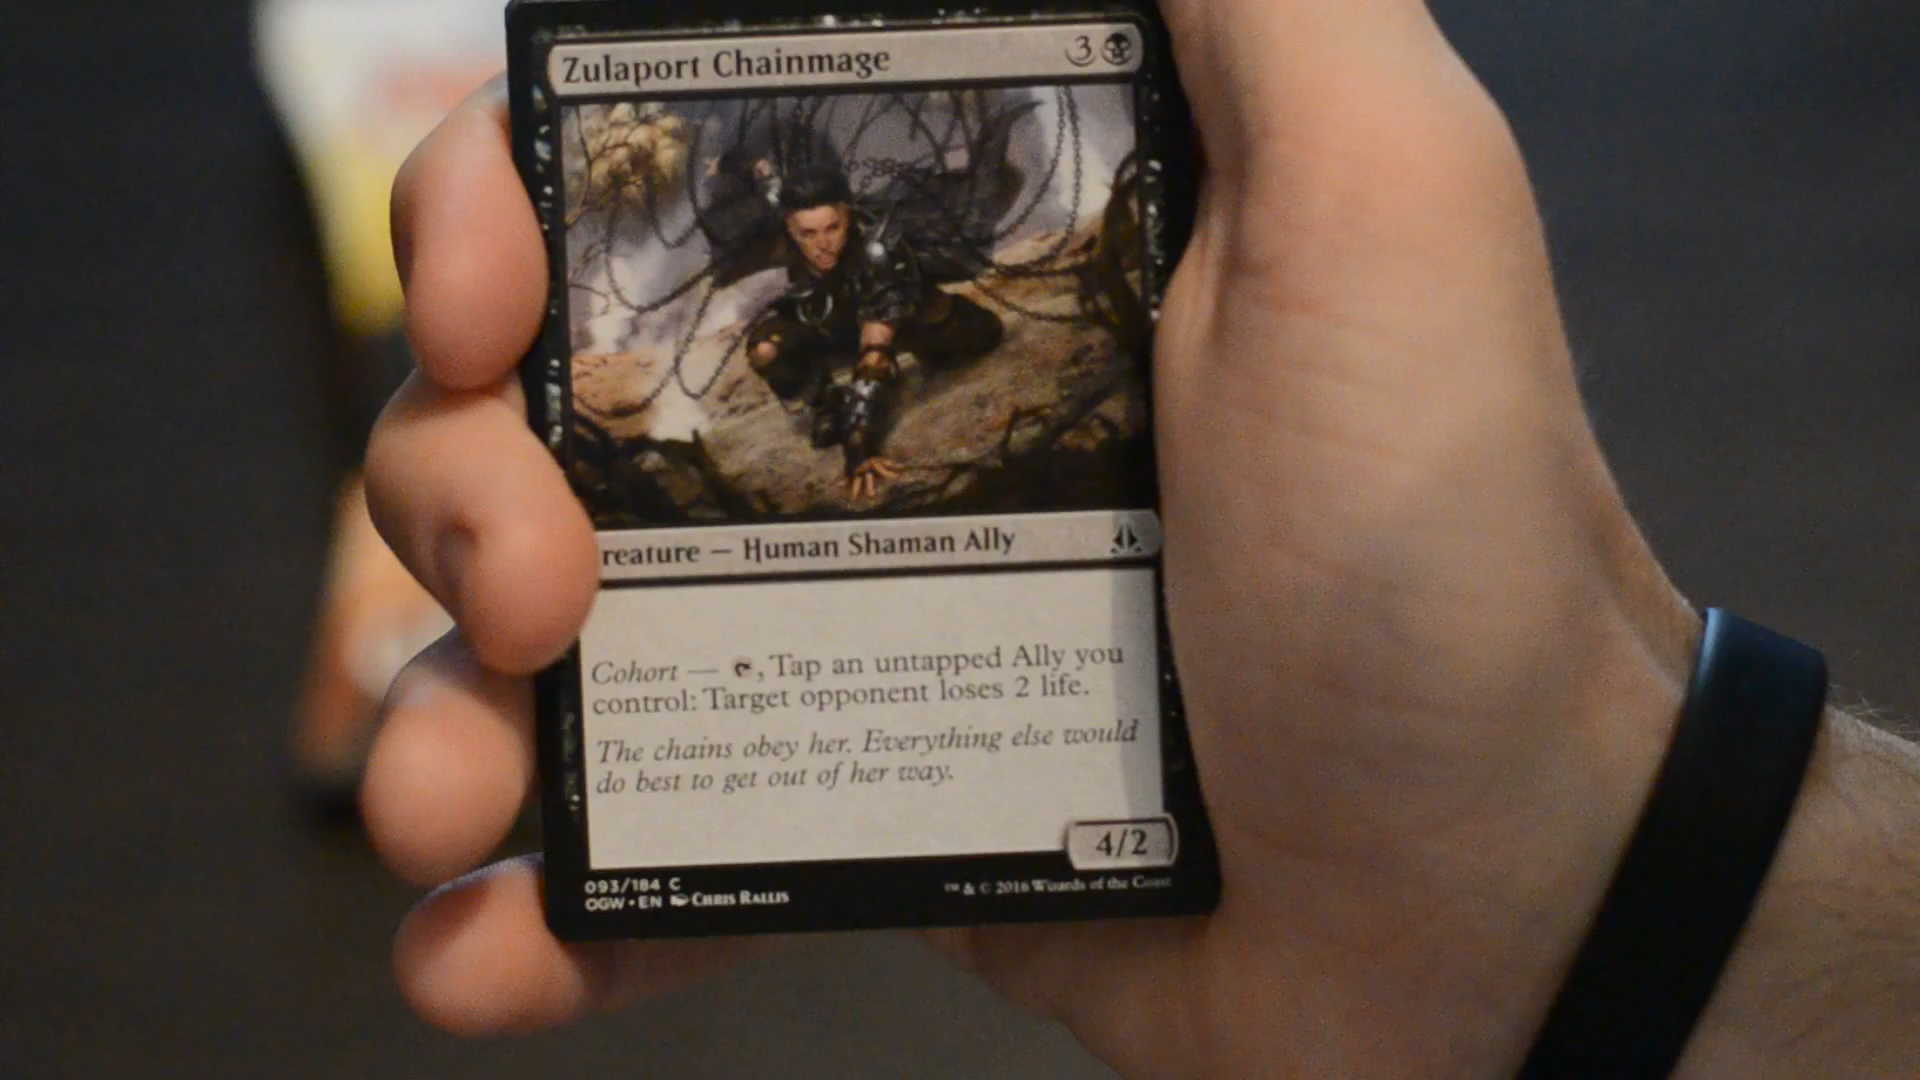 Zulaport Chainmage 3
reature — Human Shaman Ally
Cohort — , Tap an untapped Ally you
control: Target opponent loses 2 life.
The chains obey her. Everything else would
do best to get out of her way.
4/2
093/184 C
OGW • EN Chris Rallis
™ & © 2016 Wizards of the Coast